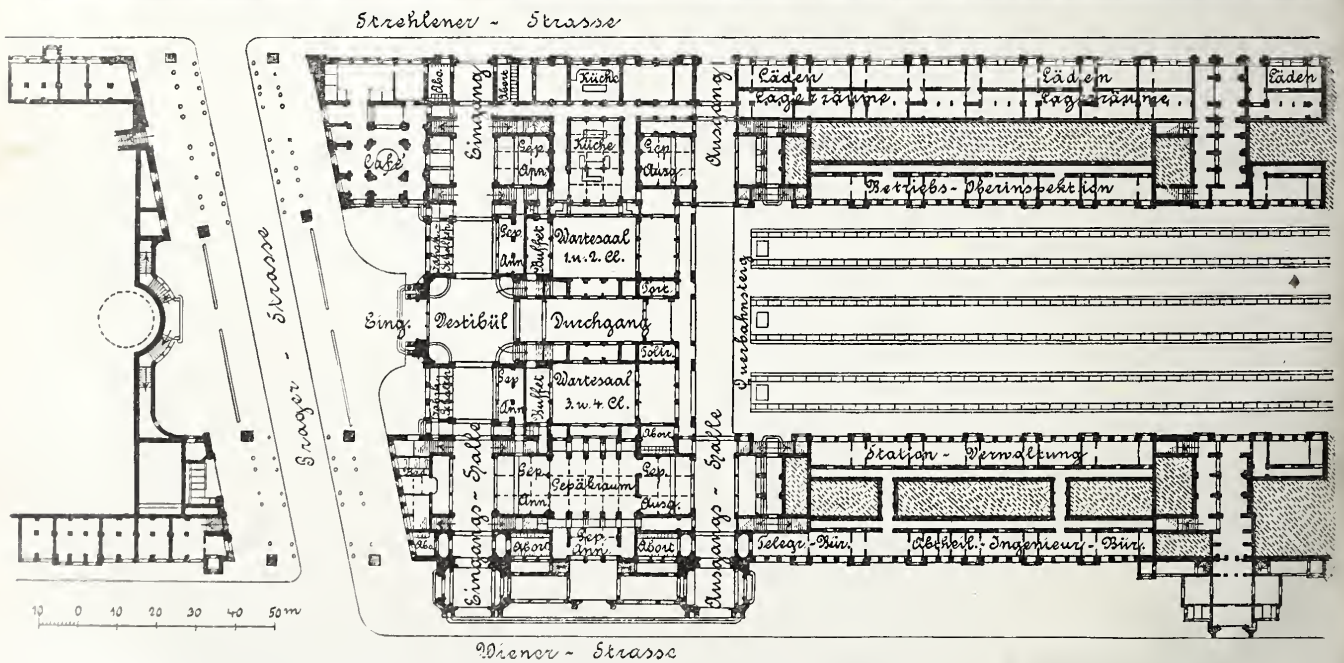 Strehlener - Strasse
Eingang
Abort
Küche
Ausgang
Läden
Läden
Läden
Lagerräume.
Lagerräume.
Café
Gep.
Ann.
Küche
Gep.
Ausg.
Betriebs-Oberinspektion
Prager - Strasse
Gep.
Ann
Buffet
Wartesaal
1. u. 2. Cl.
Port.
Eing.
Vestibül
Durchgang
Querbahnsteig
Gep
Ann
Buffet
Wartesaal
3. u. 4. Cl.
Abort
Eingangs-Halle
Gep.
Ann.
Gepäkraum
Gep.
Ausg.
Ausgangs-Halle
Station-Verwaltung
Abort
Gep.
Ann.
Abort
Telegr.-Bür.
Abtheil.-Ingenieur-Bür.
10 0 10 20 30 40 50 m
Wiener - Strasse